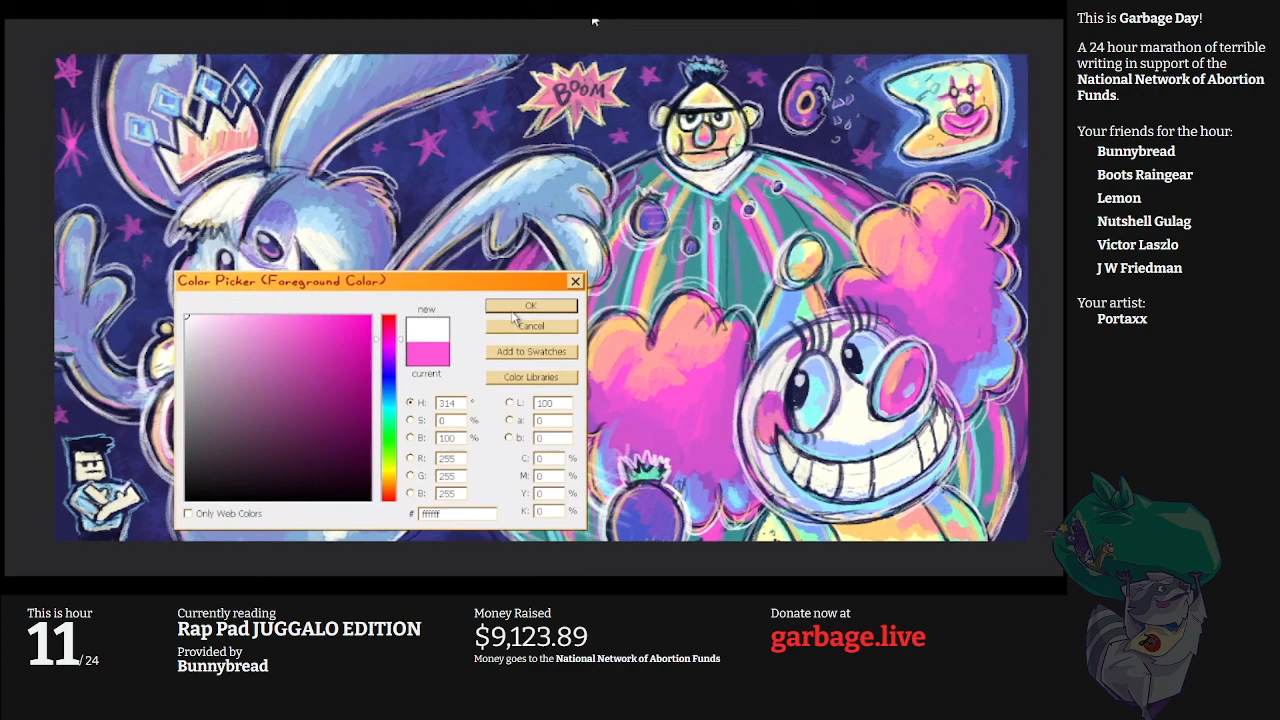 This is Garbage Day!
A 24 hour marathon of terrible
writing in support of the
National Network of Abortion
Funds.
Your friends for the hour:
Bunnybread
Boots Raingear
Lemon
Nutshell Gulag
Victor Laszlo
J W Friedman
Your artist:
Portaxx
BOOM
Color Picker (Foreground Color)
new
current
OK
Cancel
Add to Swatches
Color Libraries
H: 314 °
S: 0 %
B: 100 %
R: 255
G: 255
B: 255
# ffffff
L: 100
a: 0
b: 0
C: 0 %
M: 0 %
Y: 0 %
K: 0 %
Only Web Colors
This is hour
11/24
Currently reading
Rap Pad JUGGALO EDITION
Provided by
Bunnybread
Money Raised
$9,123.89
Money goes to the National Network of Abortion Funds
Donate now at
garbage.live